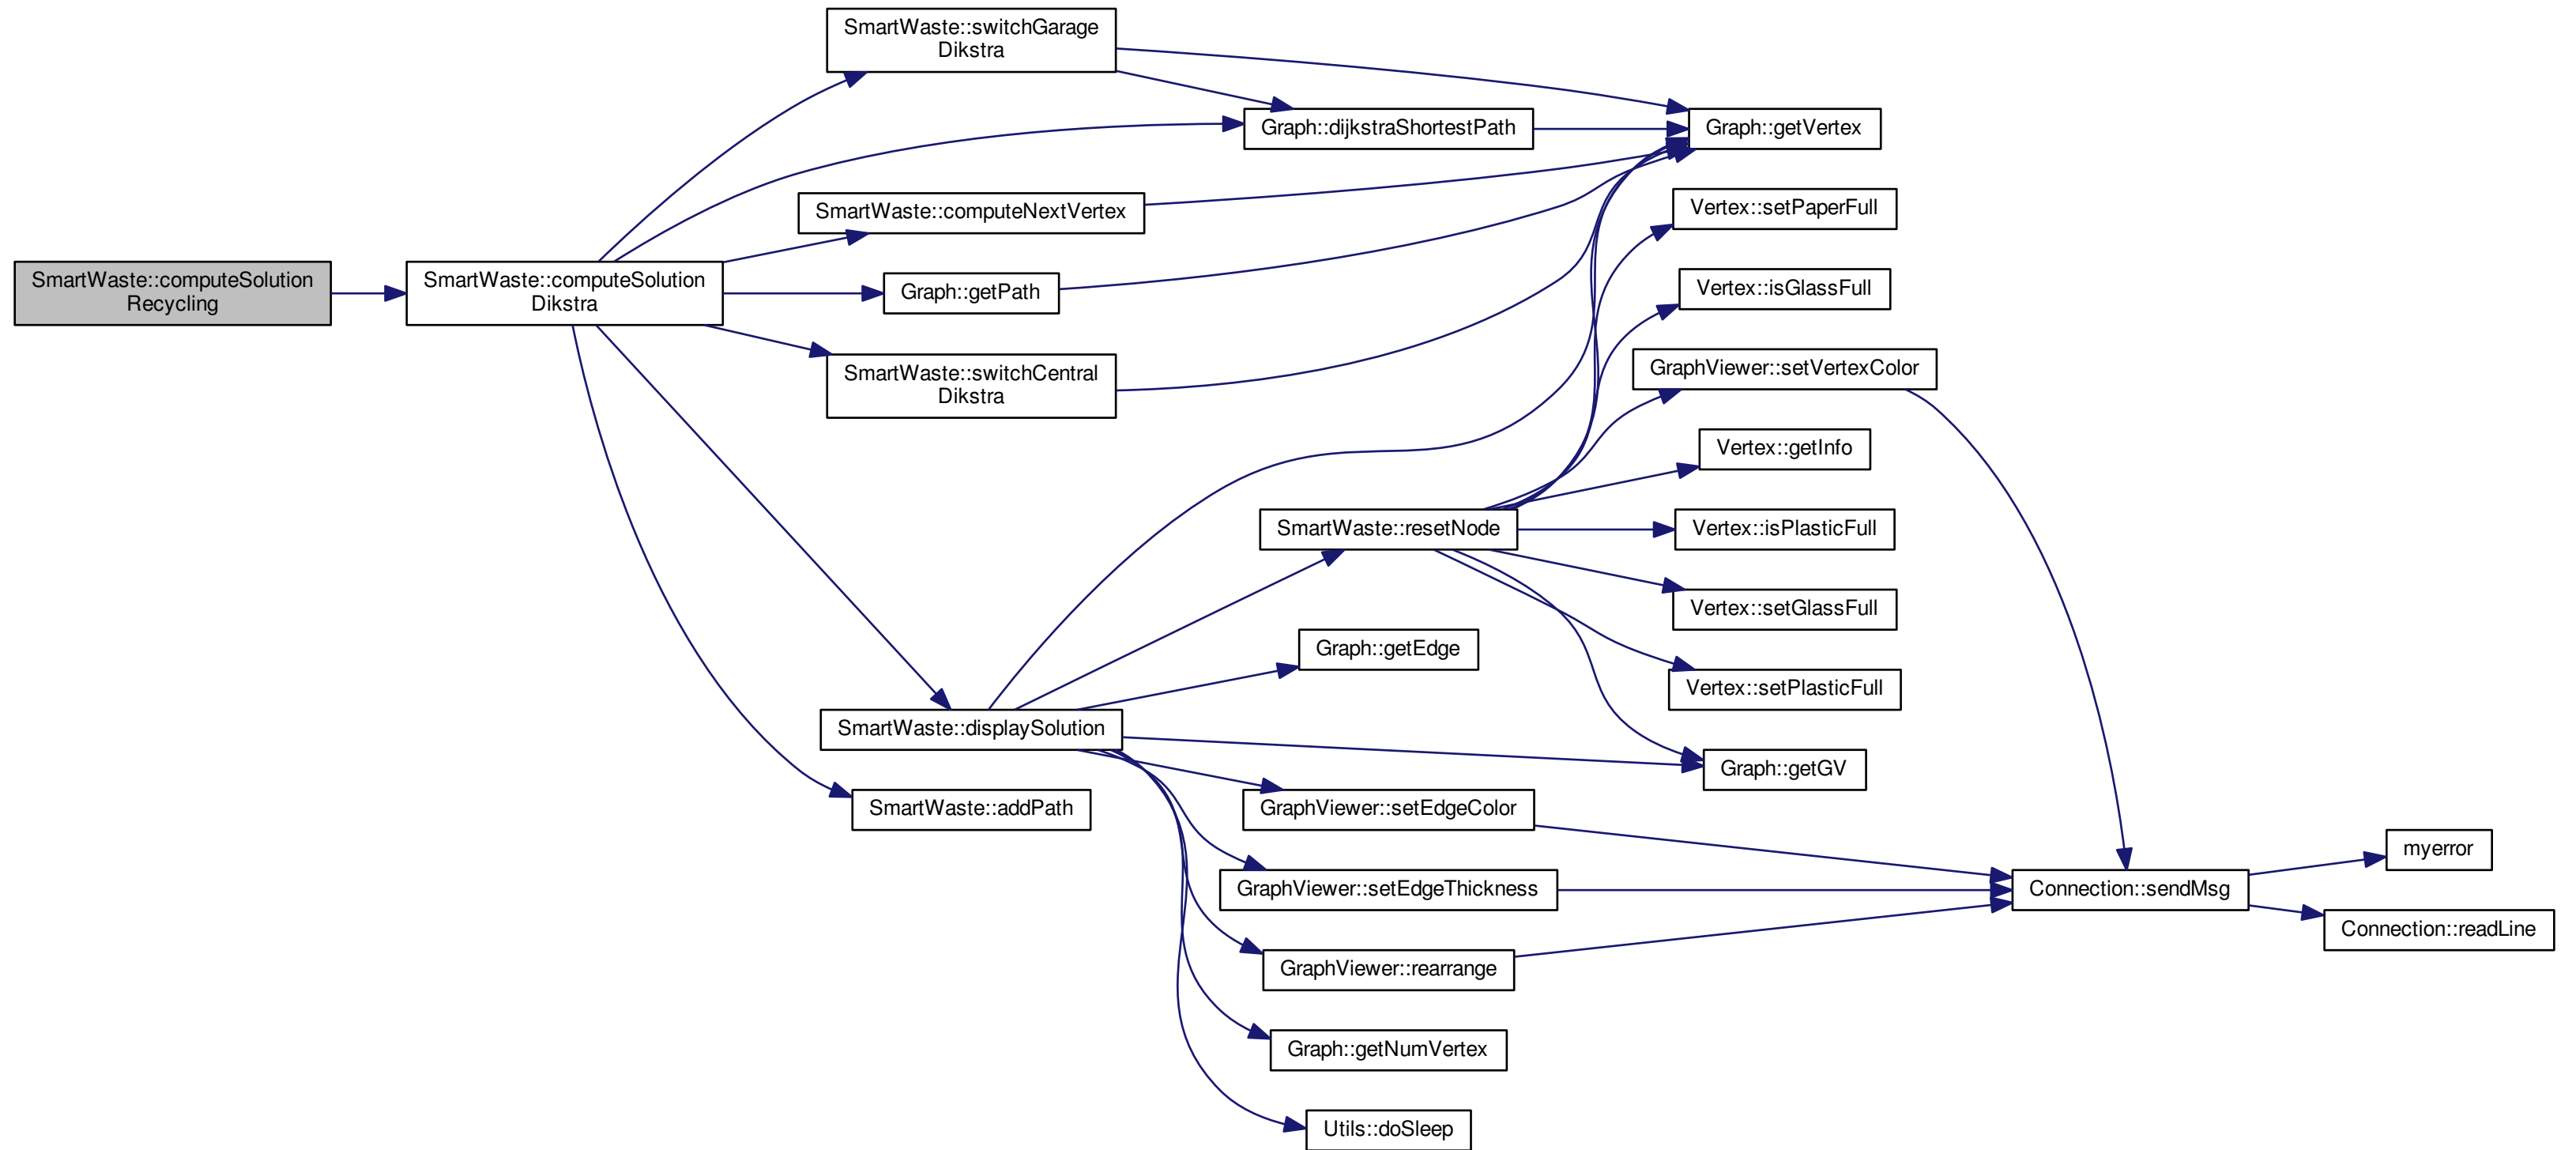 SmartWaste::computeSolution
Recycling
SmartWaste::computeSolution
Dikstra
SmartWaste::switchGarage
Dikstra
Graph::dijkstraShortestPath
Graph::getVertex
SmartWaste::computeNextVertex
Graph::getPath
SmartWaste::switchCentral
Dikstra
SmartWaste::displaySolution
SmartWaste::addPath
SmartWaste::resetNode
Graph::getEdge
GraphViewer::setEdgeColor
GraphViewer::setEdgeThickness
GraphViewer::rearrange
Graph::getNumVertex
Utils::doSleep
Vertex::setPaperFull
Vertex::isGlassFull
GraphViewer::setVertexColor
Vertex::getInfo
Vertex::isPlasticFull
Vertex::setGlassFull
Vertex::setPlasticFull
Graph::getGV
Connection::sendMsg
myerror
Connection::readLine